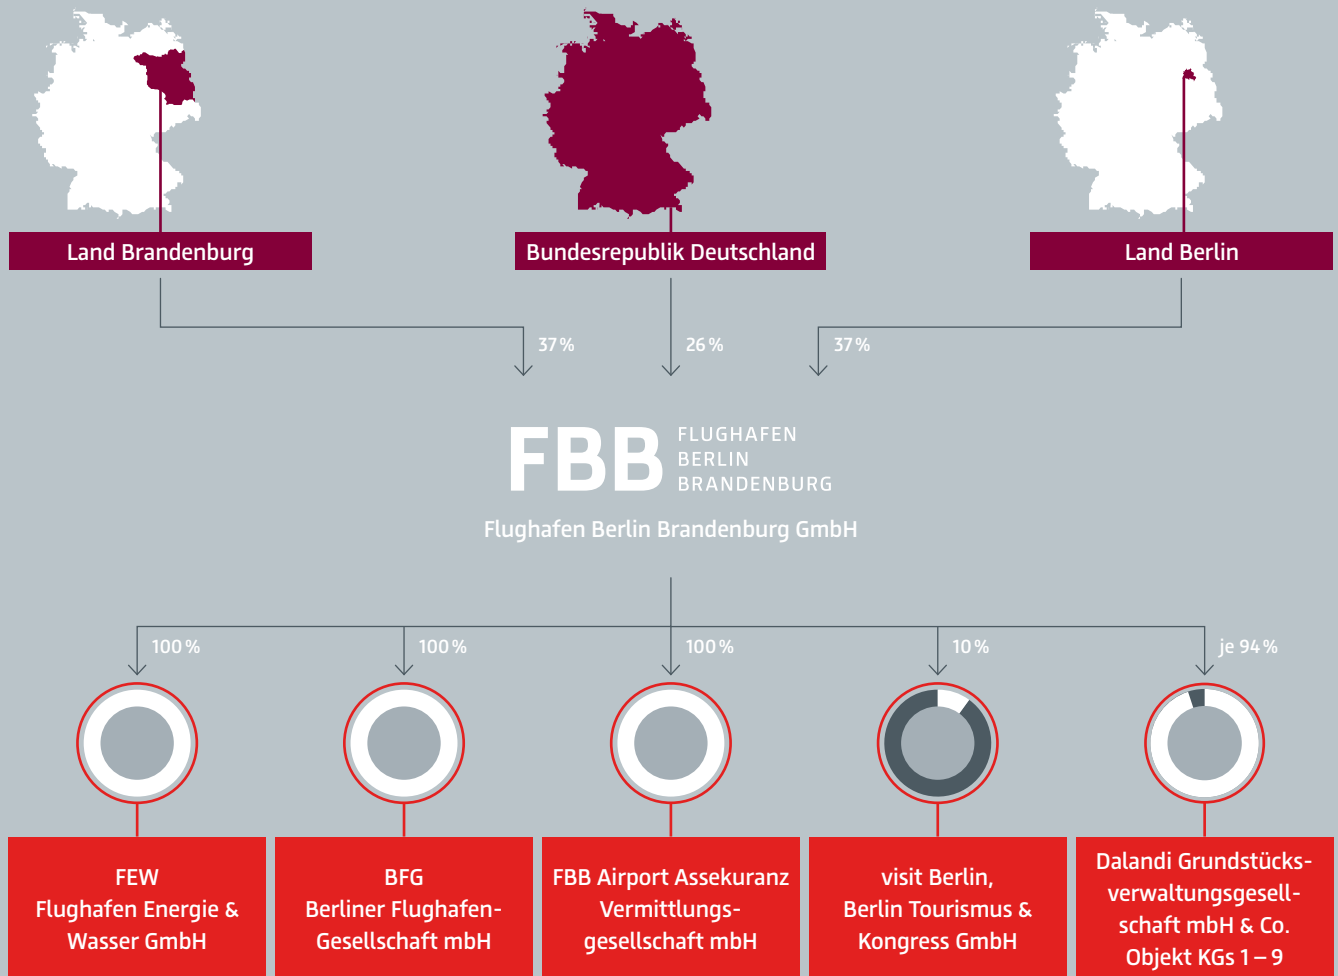 Land Brandenburg
Bundesrepublik Deutschland
Land Berlin
37 %
26 %
37 %
FBB
FLUGHAFEN
BERLIN
BRANDENBURG
Flughafen Berlin Brandenburg GmbH
100 %
100 %
100 %
10 %
je 94 %
FEW
Flughafen Energie &
Wasser GmbH
BFG
Berliner Flughafen-
Gesellschaft mbH
FBB Airport Assekuranz
Vermittlungs-
gesellschaft mbH
visit Berlin,
Berlin Tourismus &
Kongress GmbH
Dalandi Grundstücks-
verwaltungsgesell-
schaft mbH & Co.
Objekt KGs 1 – 9